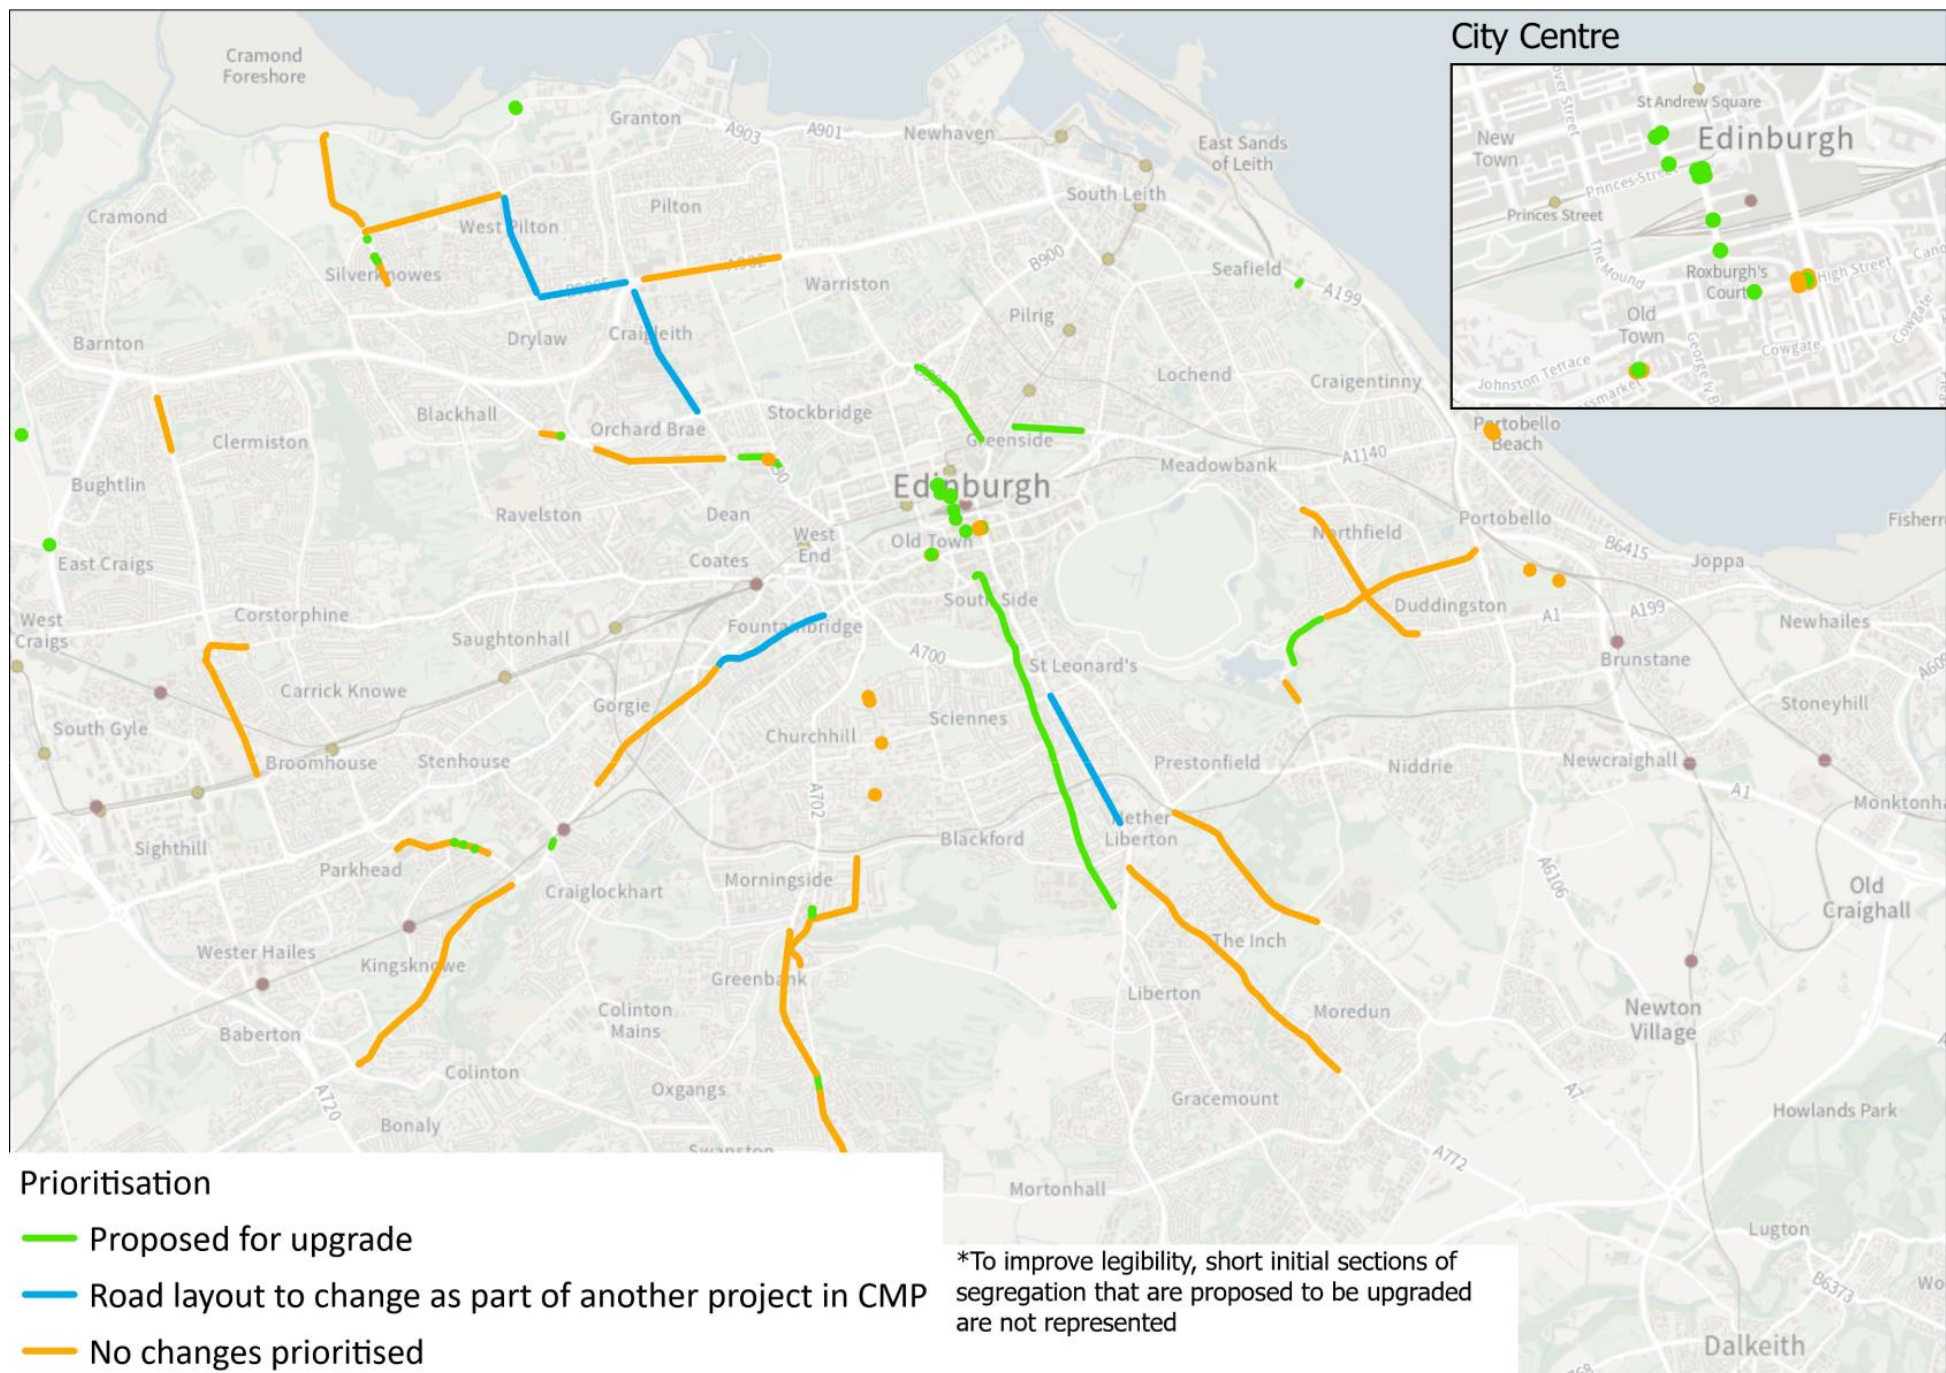 City Centre
Cramond
Foreshore
Granton
A903
A901
Newhaven
East Sands
of Leith
St Andrew Square
New
Town
Edinburgh
Princes Street
Princes Street
The Mound
Roxburgh's
Court
High Street
Old
Town
Cowgate
Cowgate
Johnston Terrace
Cramond
West Pilton
Pilton
South Leith
Silverknowes
A902
Warriston
B900
Seafield
A199
Barnton
Drylaw
Craigleith
Pilrig
Blackhall
Orchard Brae
Stockbridge
Lochend
Craigentinny
Clermiston
Greenside
Meadowbank
A1140
Portobello
Beach
Bughtlin
Ravelston
Dean
Edinburgh
West
End
Old Town
Northfield
Portobello
B6415
Joppa
East Craigs
Coates
West
Craigs
Corstorphine
Saughtonhall
Fountainbridge
South Side
Duddingston
A1
A199
Newhailes
A700
St Leonard's
Brunstane
Carrick Knowe
Gorgie
Sciennes
Stoneyhill
South Gyle
Churchhill
Broomhouse
Stenhouse
Prestonfield
Niddrie
Newcraighall
A1
A702
Nether
Liberton
Blackford
Sighthill
Parkhead
Craiglockhart
Morningside
A6106
Old
Craighall
Wester Hailes
Kingsknowe
Greenbank
The Inch
Liberton
Moredun
Newton
Village
Baberton
Colinton
Mains
Colinton
Oxgangs
Gracemount
A7
Howlands Park
A720
Bonaly
Swanston
A772
Mortonhall
Lugton
B6373
Dalkeith
Prioritisation
Proposed for upgrade
Road layout to change as part of another project in CMP
No changes prioritised
*To improve legibility, short initial sections of
segregation that are proposed to be upgraded
are not represented